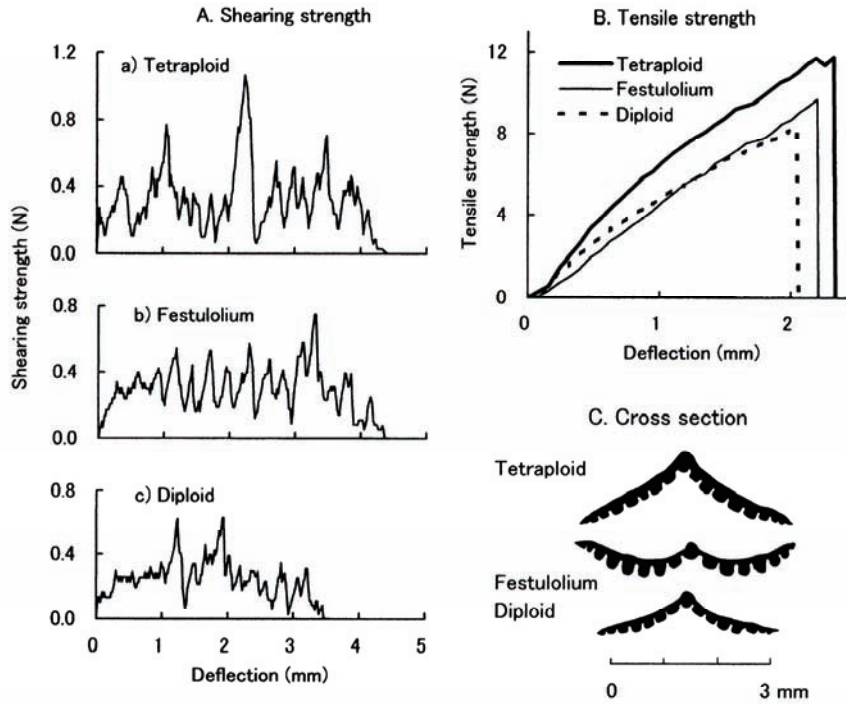 A. Shearing strength
a) Tetraploid
1.2
0.8
0.4
0.0
b) Festulolium
0.8
0.4
0.0
c) Diploid
0.8
0.4
0.0
0 1 2 3 4 5
Deflection (mm)
Shearing strength (N)
B. Tensile strength
Tetraploid
Festulolium
Diploid
12
8
4
0
0 1 2
Deflection (mm)
Tensile strength (N)
C. Cross section
Tetraploid
Festulolium
Diploid
0 3 mm